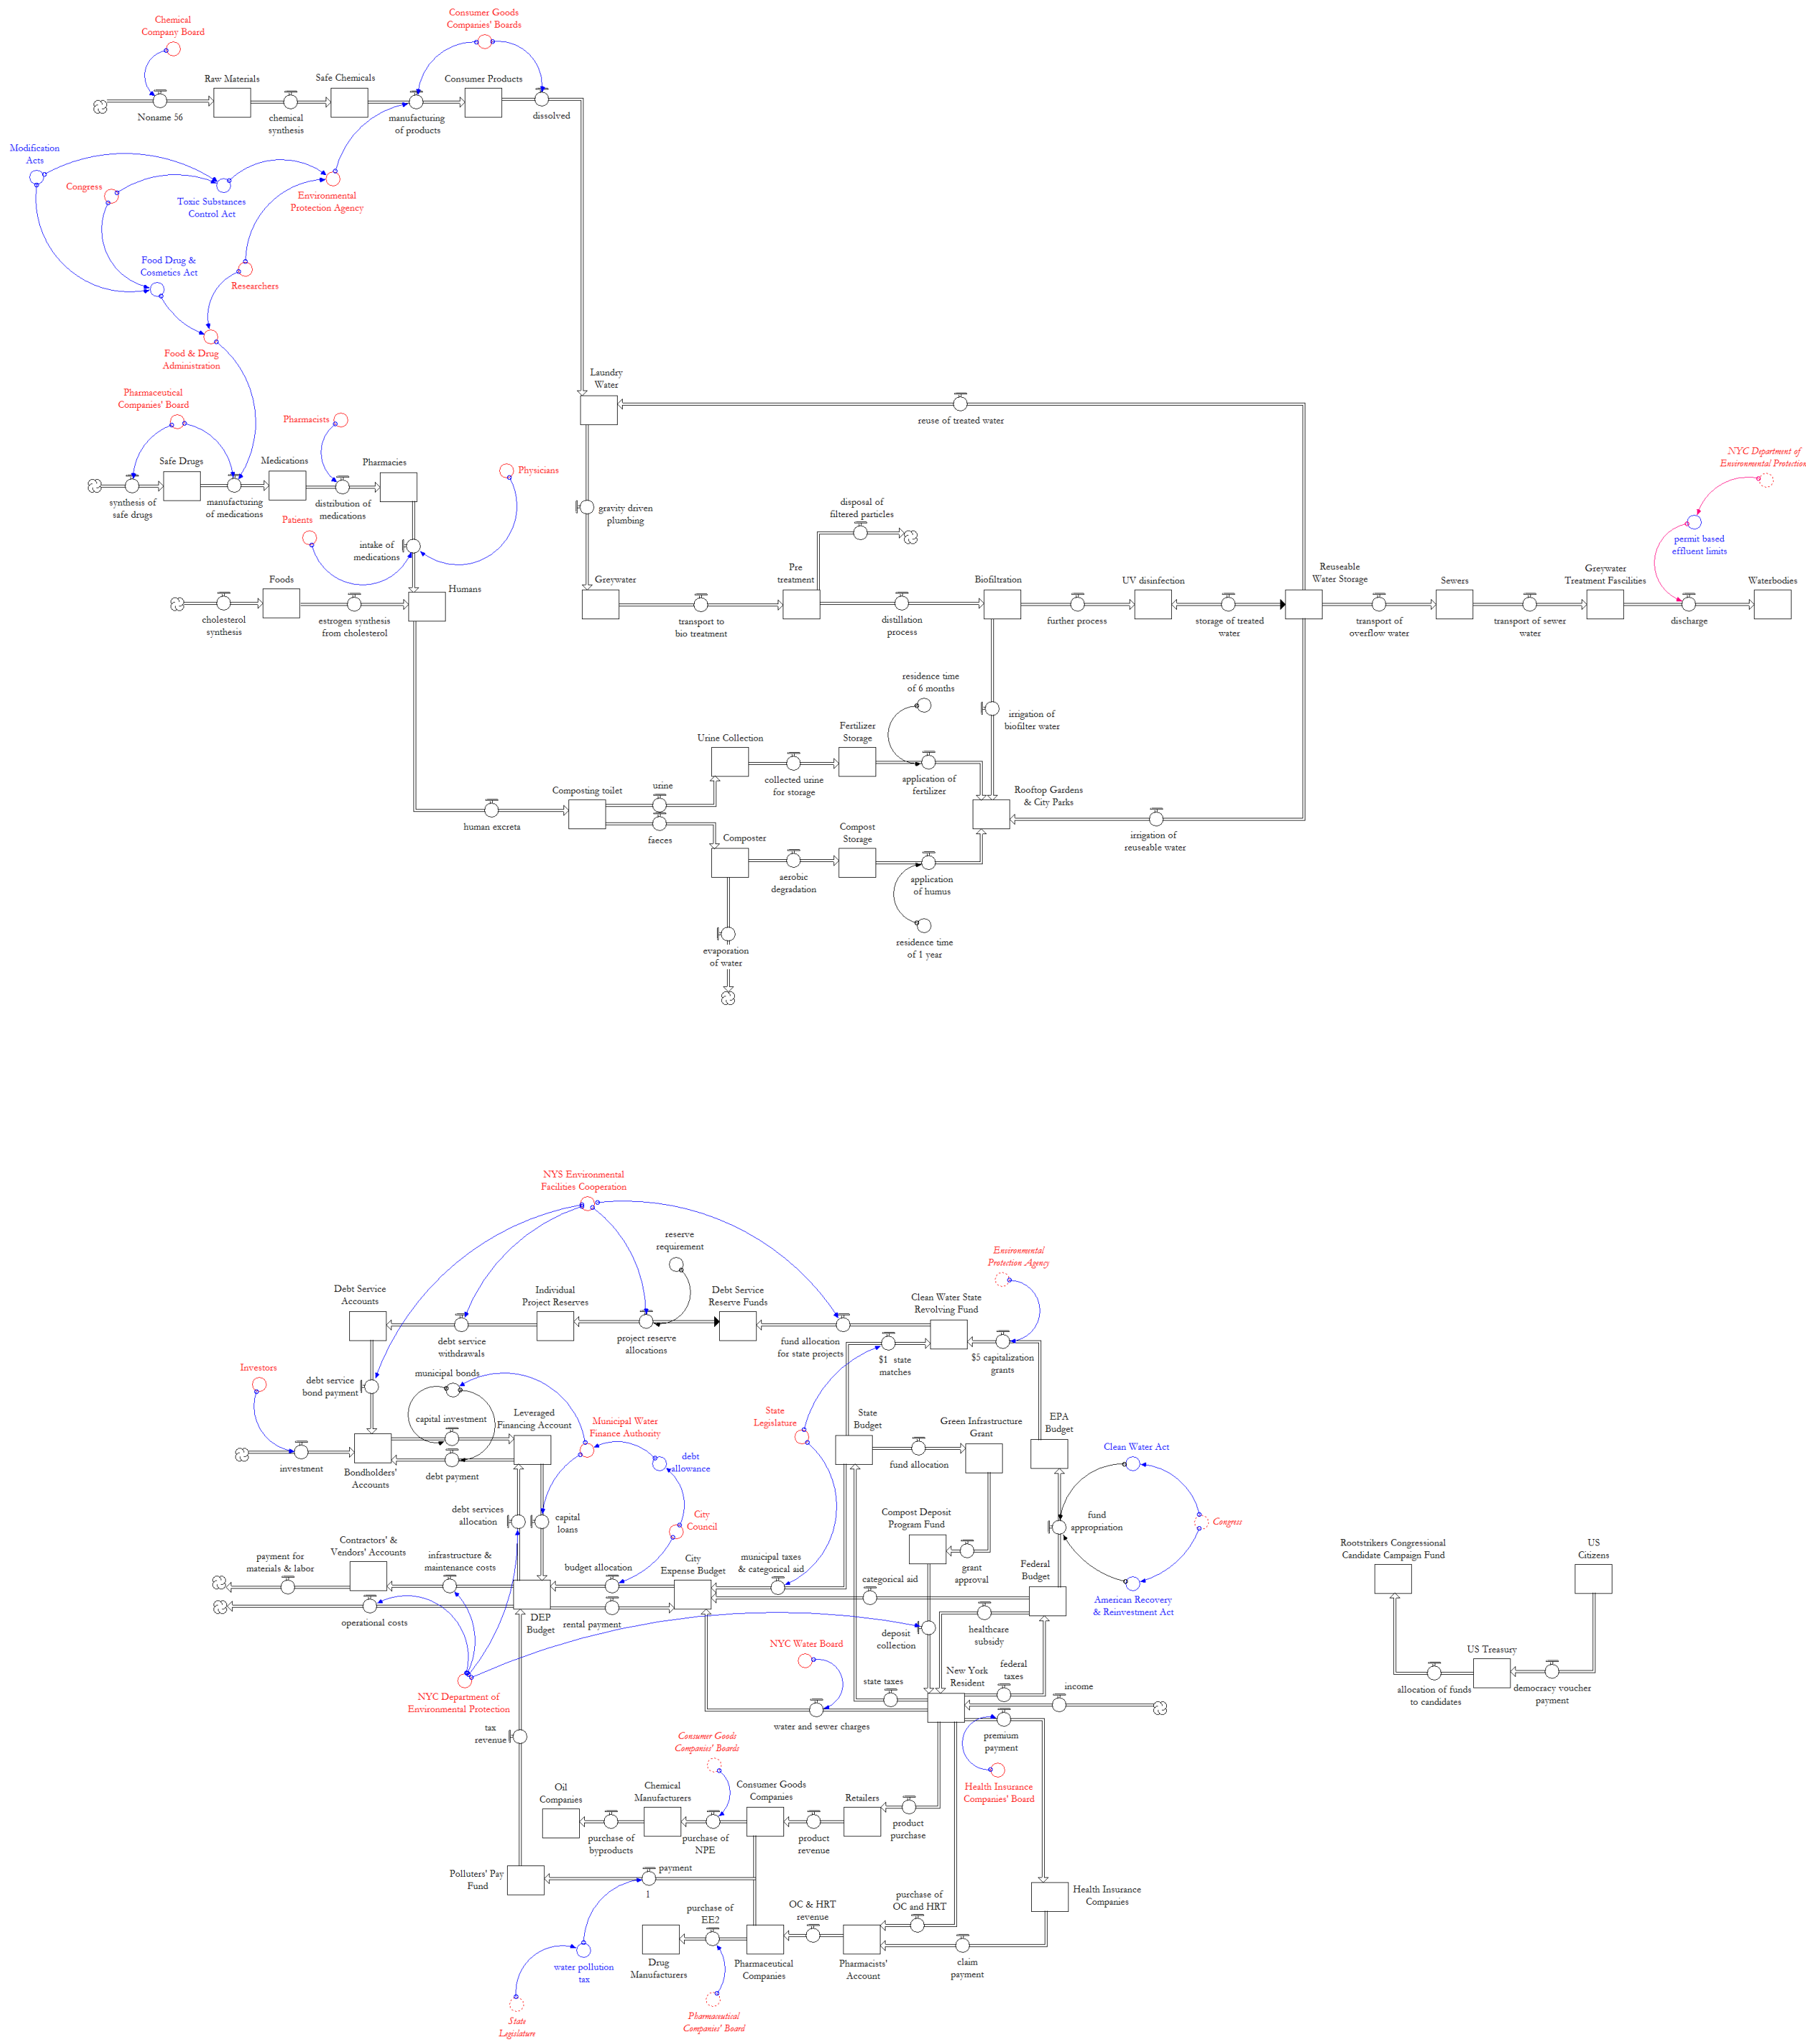 Chemical
Company Board
Consumer Goods
Companies' Boards
Raw Materials
Safe Chemicals
Consumer Products
Noname 56
chemical
synthesis
manufacturing
of products
dissolved
Modification
Acts
Congress
Toxic Substances
Control Act
Environmental
Protection Agency
Food Drug &
Cosmetics Act
Researchers
Food & Drug
Administration
Laundry
Water
reuse of treated water
Pharmaceutical
Companies' Board
Pharmacists
Physicians
Safe Drugs
Medications
Pharmacies
synthesis of
safe drugs
manufacturing
of medications
distribution of
medications
Patients
intake of
medications
gravity driven
plumbing
disposal of
filtered particles
NYC Department of
Environmental Protection
permit based
effluent limits
Foods
Humans
Greywater
Pre
treatment
Biofiltration
UV disinfection
Reuseable
Water Storage
Sewers
Greywater
Treatment Fascilities
Waterbodies
cholesterol
synthesis
estrogen synthesis
from cholesterol
transport to
bio treatment
distillation
process
further process
storage of treated
water
transport of
overflow water
transport of sewer
water
discharge
residence time
of 6 months
irrigation of
biofilter water
Urine Collection
Fertilizer
Storage
collected urine
for storage
application of
fertilizer
Composting toilet
urine
faeces
human excreta
Rooftop Gardens
& City Parks
Composter
Compost
Storage
irrigation of
reuseable water
aerobic
degradation
application
of humus
residence time
of 1 year
evaporation
of water
NYS Environmental
Facilities Cooperation
reserve
requirement
Environmental
Protection Agency
Debt Service
Accounts
Individual
Project Reserves
Debt Service
Reserve Funds
Clean Water State
Revolving Fund
debt service
withdrawals
project reserve
allocations
fund allocation
for state projects
$1 state
matches
$5 capitalization
grants
Investors
debt service
bond payment
municipal bonds
capital investment
Leveraged
Financing Account
Municipal Water
Finance Authority
State
Legislature
State
Budget
Green Infrastructure
Grant
EPA
Budget
investment
Bondholders'
Accounts
debt payment
debt
allowance
fund allocation
Clean Water Act
debt services
allocation
capital
loans
City
Council
Compost Deposit
Program Fund
fund
appropriation
Congress
Contractors' &
Vendors' Accounts
payment for
materials & labor
infrastructure &
maintenance costs
budget allocation
City
Expense Budget
municipal taxes
& categorical aid
categorical aid
grant
approval
Federal
Budget
Rootstrikers Congressional
Candidate Campaign Fund
US
Citizens
operational costs
DEP
Budget
rental payment
American Recovery
& Reinvestment Act
deposit
collection
healthcare
subsidy
NYC Water Board
New York
Resident
federal
taxes
income
state taxes
US Treasury
allocation of funds
to candidates
democracy voucher
payment
NYC Department of
Environmental Protection
water and sewer charges
tax
revenue
premium
payment
Consumer Goods
Companies' Boards
Health Insurance
Companies' Board
Oil
Companies
Chemical
Manufacturers
Consumer Goods
Companies
Retailers
purchase of
byproducts
purchase of
NPE
product
revenue
product
purchase
Polluters' Pay
Fund
payment
1
Health Insurance
Companies
purchase of
EE2
OC & HRT
revenue
purchase of
OC and HRT
Drug
Manufacturers
Pharmaceutical
Companies
Pharmacists'
Account
claim
payment
water pollution
tax
State
Legislature
Pharmaceutical
Companies' Board